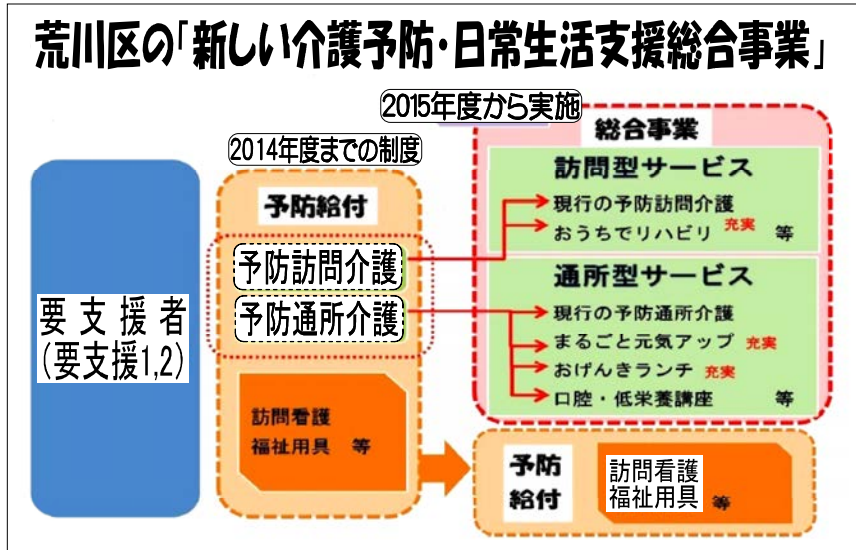 荒川区の「新しい介護予防・日常生活支援総合事業」
2015年度から実施
2014年度までの制度
要支援者
(要支援1,2)
予防給付
予防訪問介護
予防通所介護
訪問看護
福祉用具 等
総合事業
訪問型サービス
現行の予防訪問介護
おうちでリハビリ 充実 等
通所型サービス
現行の予防通所介護
まるごと元気アップ 充実
おげんきランチ 充実
口腔・低栄養講座 等
予防
給付
訪問看護
福祉用具 等